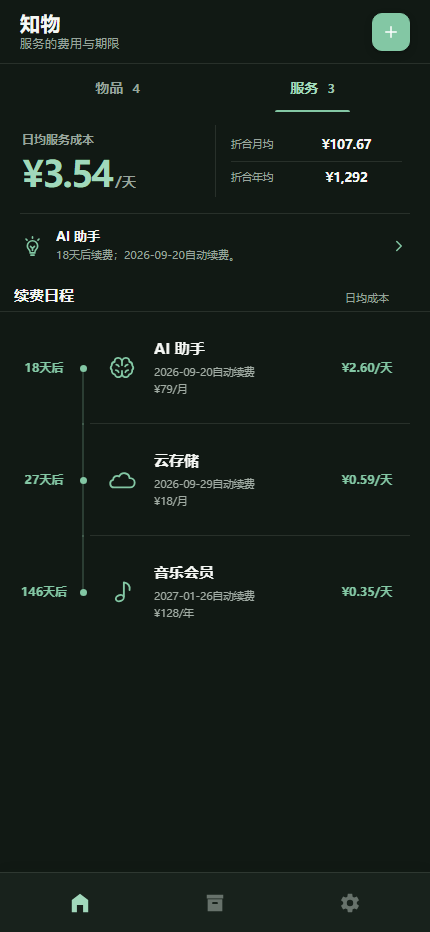 知物
服务的费用与期限
物品 4
服务 3
日均服务成本
¥3.54/天
折合月均 ¥107.67
折合年均 ¥1,292
AI 助手
18天后续费；2026-09-20自动续费。
续费日程
日均成本
18天后
AI 助手
2026-09-20自动续费
¥79/月
¥2.60/天
27天后
云存储
2026-09-29自动续费
¥18/月
¥0.59/天
146天后
音乐会员
2027-01-26自动续费
¥128/年
¥0.35/天